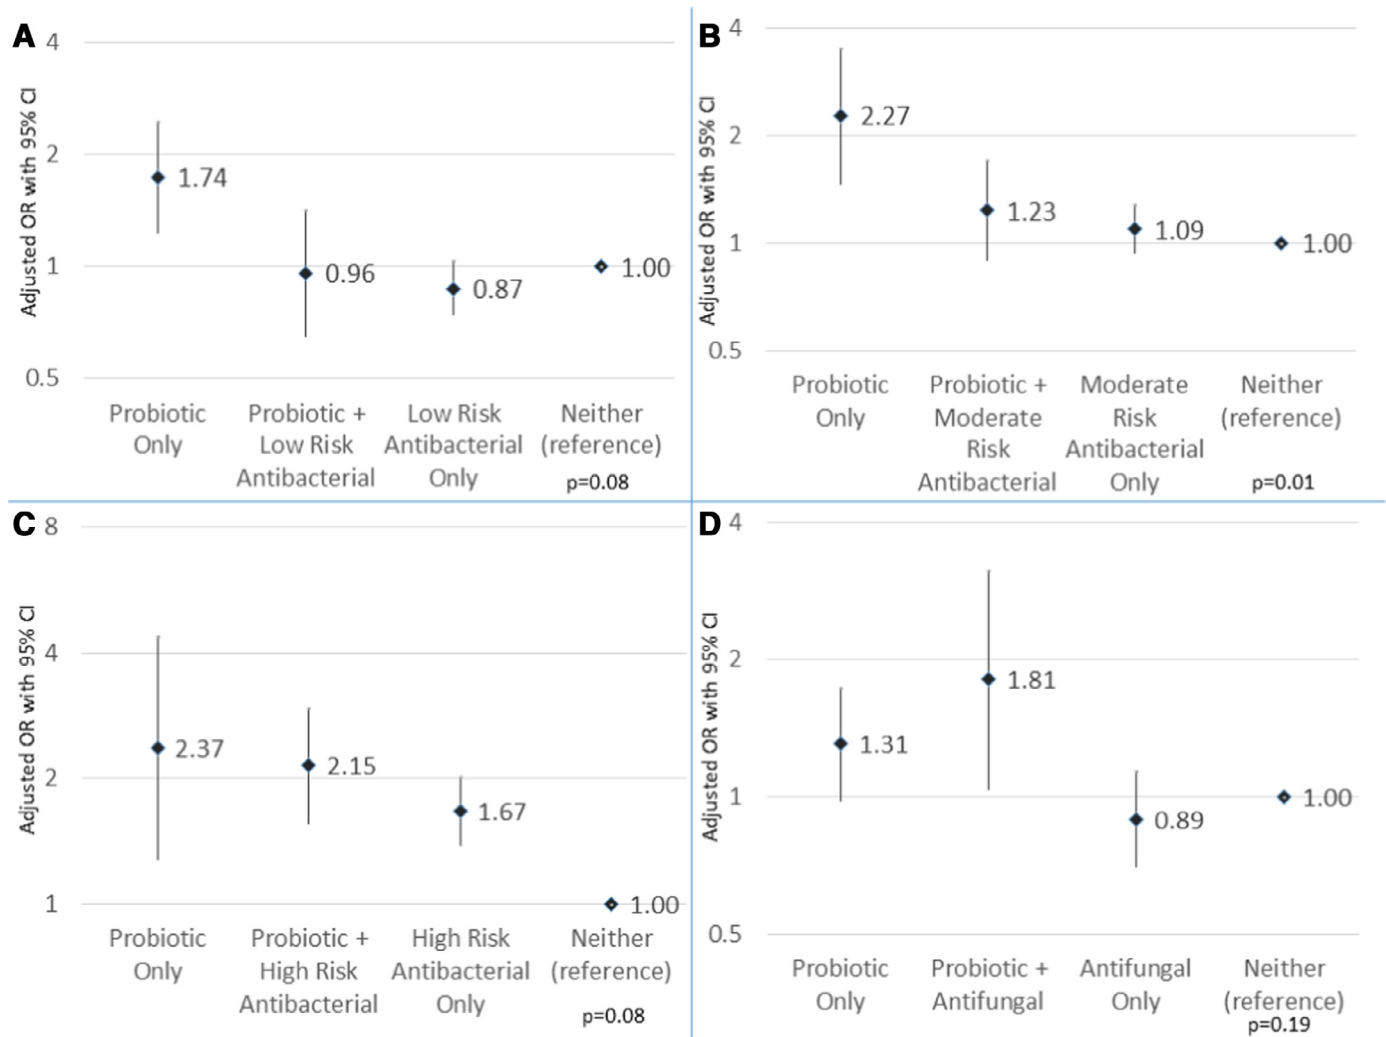 A
Adjusted OR with 95% CI
4
2
1
0.5
1.74
0.96
0.87
1.00
Probiotic Only
Probiotic + Low Risk Antibacterial
Low Risk Antibacterial Only
Neither (reference)
p=0.08
B
Adjusted OR with 95% CI
4
2
1
0.5
2.27
1.23
1.09
1.00
Probiotic Only
Probiotic + Moderate Risk Antibacterial
Moderate Risk Antibacterial Only
Neither (reference)
p=0.01
C
Adjusted OR with 95% CI
8
4
2
1
2.37
2.15
1.67
1.00
Probiotic Only
Probiotic + High Risk Antibacterial
High Risk Antibacterial Only
Neither (reference)
p=0.08
D
Adjusted OR with 95% CI
4
2
1
0.5
1.31
1.81
0.89
1.00
Probiotic Only
Probiotic + Antifungal
Antifungal Only
Neither (reference)
p=0.19